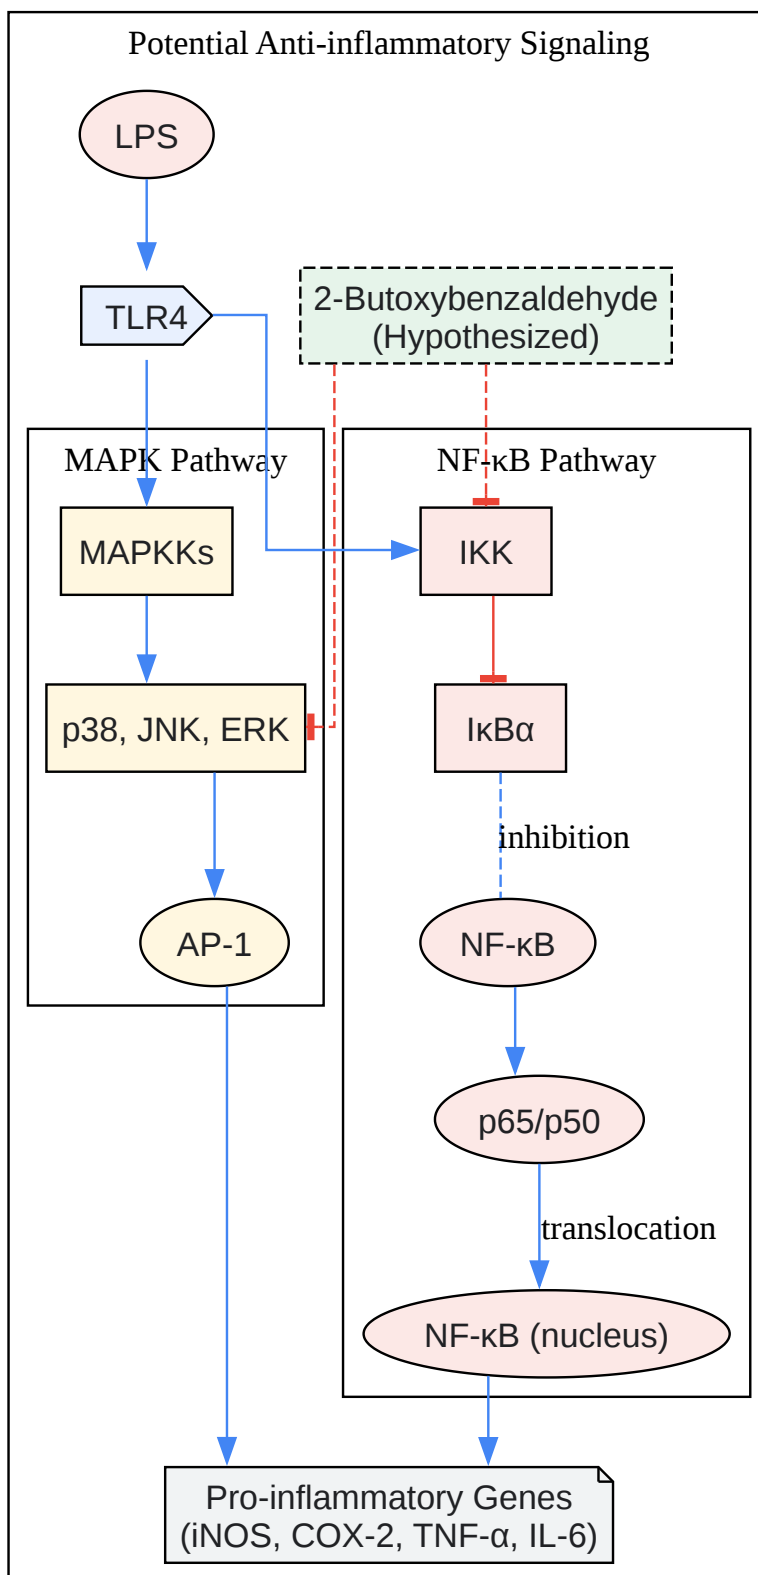 Potential Anti-inflammatory Signaling
LPS
TLR4
2-Butoxybenzaldehyde
(Hypothesized)
MAPK Pathway
NF-κB Pathway
MAPKKs
IKK
p38, JNK, ERK
IκBα
inhibition
AP-1
NF-κB
p65/p50
translocation
NF-κB (nucleus)
Pro-inflammatory Genes
(iNOS, COX-2, TNF-α, IL-6)